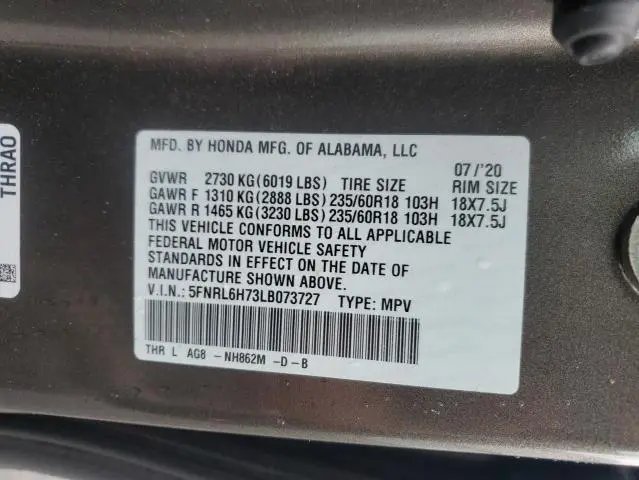 THRAO
MFD. BY HONDA MFG. OF ALABAMA, LLC
07/'20
GVWR 2730 KG(6019 LBS) TIRE SIZE RIM SIZE
GAWR F 1310 KG(2888 LBS)235/60R18 103H 18X7.5J
GAWR R 1465 KG(3230 LBS)235/60R18 103H 18X7.5J
THIS VEHICLE CONFORMS TO ALL APPLICABLE
FEDERAL MOTOR VEHICLE SAFETY
STANDARDS IN EFFECT ON THE DATE OF
MANUFACTURE SHOWN ABOVE.
V.I.N.: 5FNRL6H73LB073727 TYPE: MPV
THR L AG8 -NH862M -D-B